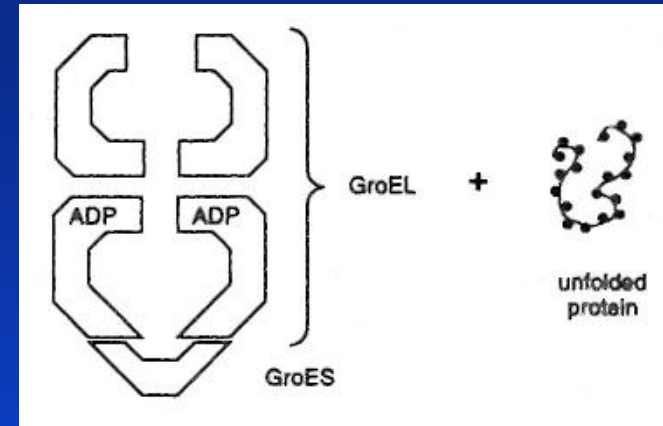 ADP ADP
GroEL +
unfolded
protein
GroES